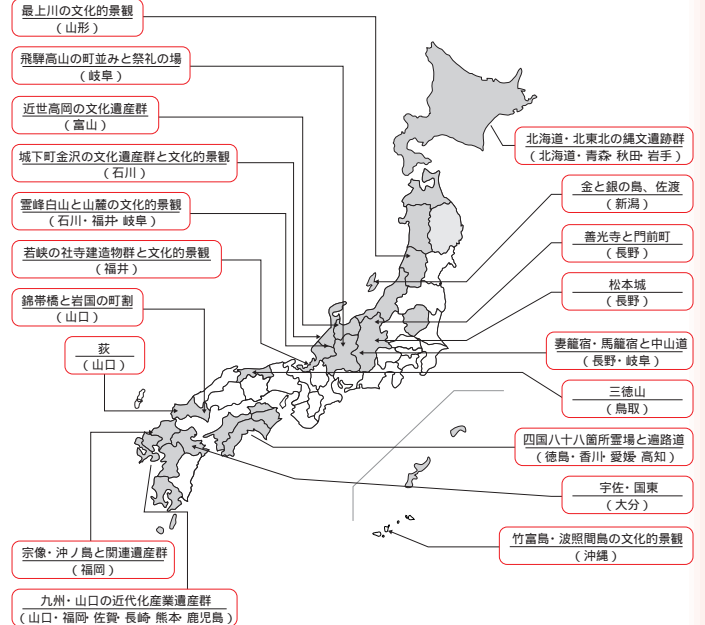 最上川の文化的景観
（山形）
飛騨高山の町並みと祭礼の場
（岐阜）
近世高岡の文化遺産群
（富山）
城下町金沢の文化遺産群と文化的景観
（石川）
霊峰白山と山麓の文化的景観
（石川・福井・岐阜）
若狭の社寺建造物群と文化的景観
（福井）
錦帯橋と岩国の町割
（山口）
萩
（山口）
宗像・沖ノ島と関連遺産群
（福岡）
九州・山口の近代化産業遺産群
（山口・福岡・佐賀・長崎・熊本・鹿児島）
北海道・北東北の縄文遺跡群
（北海道・青森・秋田・岩手）
金と銀の島、佐渡
（新潟）
善光寺と門前町
（長野）
松本城
（長野）
妻籠宿・馬籠宿と中山道
（長野・岐阜）
三徳山
（鳥取）
四国八十八箇所霊場と遍路道
（徳島・香川・愛媛・高知）
宇佐・国東
（大分）
竹富島・波照間島の文化的景観
（沖縄）